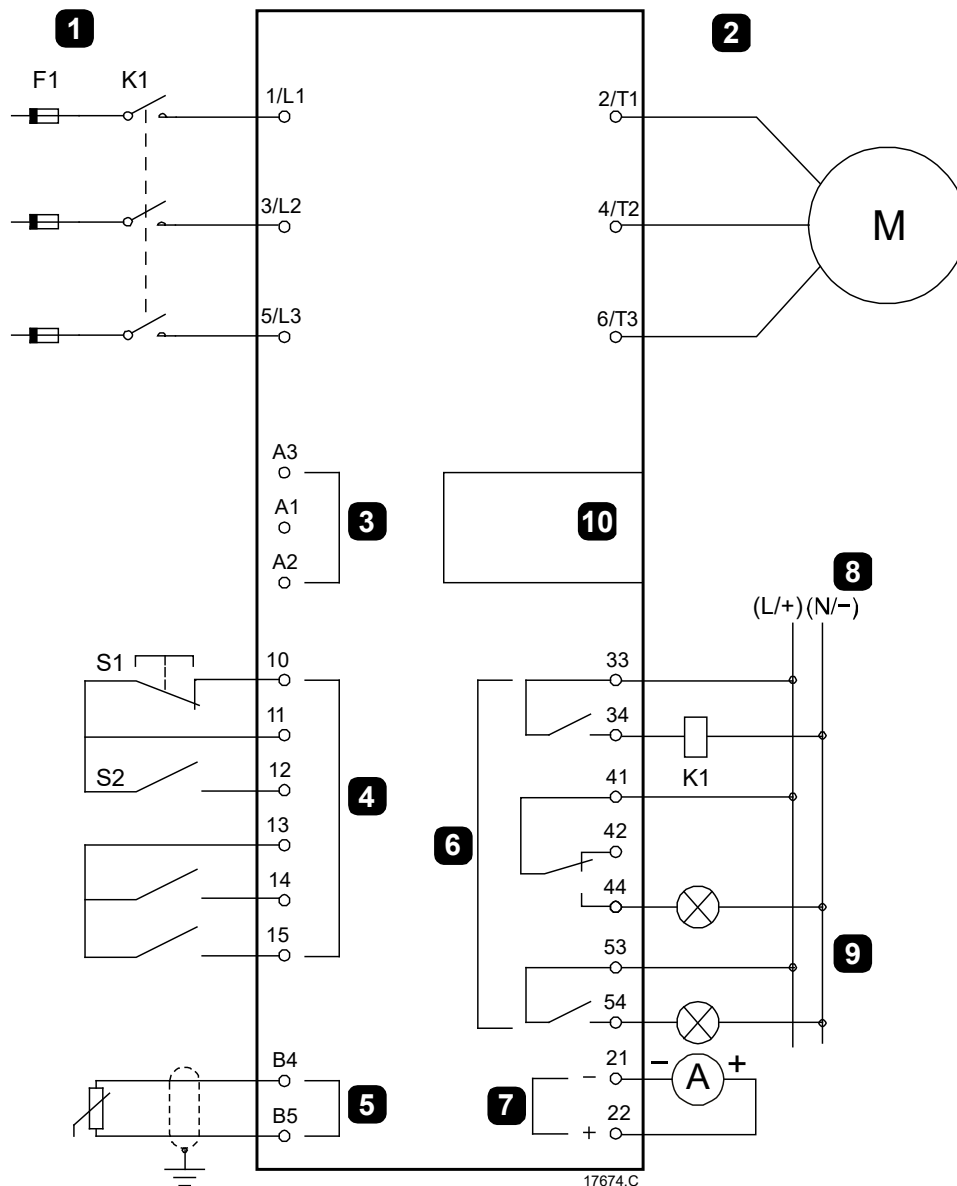 1
2
F1
K1
1/L1
2/T1
3/L2
4/T2
M
5/L3
6/T3
A3
A1
3
10
A2
8
(L/+)
(N/−)
S1
10
33
11
34
K1
S2
12
4
41
13
6
42
14
44
15
53
9
54
B4
21
−
−
A
+
5
7
B5
22
+
17674.C